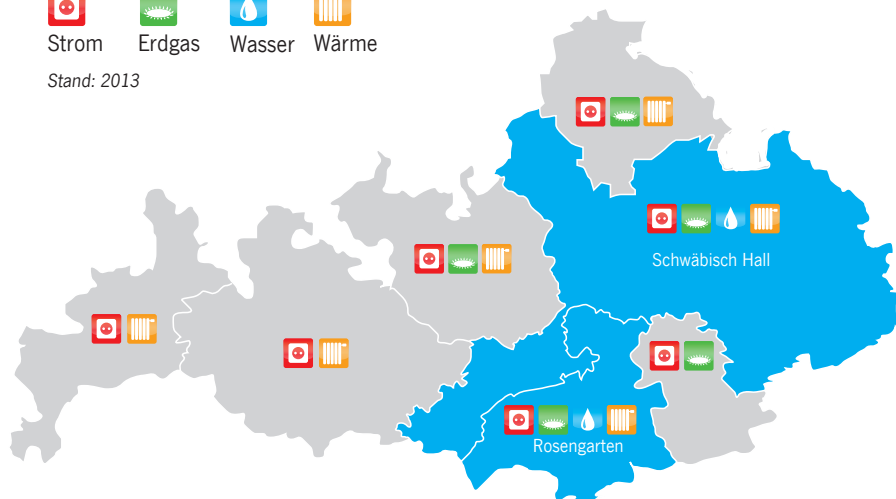 Strom Erdgas Wasser Wärme
Stand: 2013
Schwäbisch Hall
Rosengarten